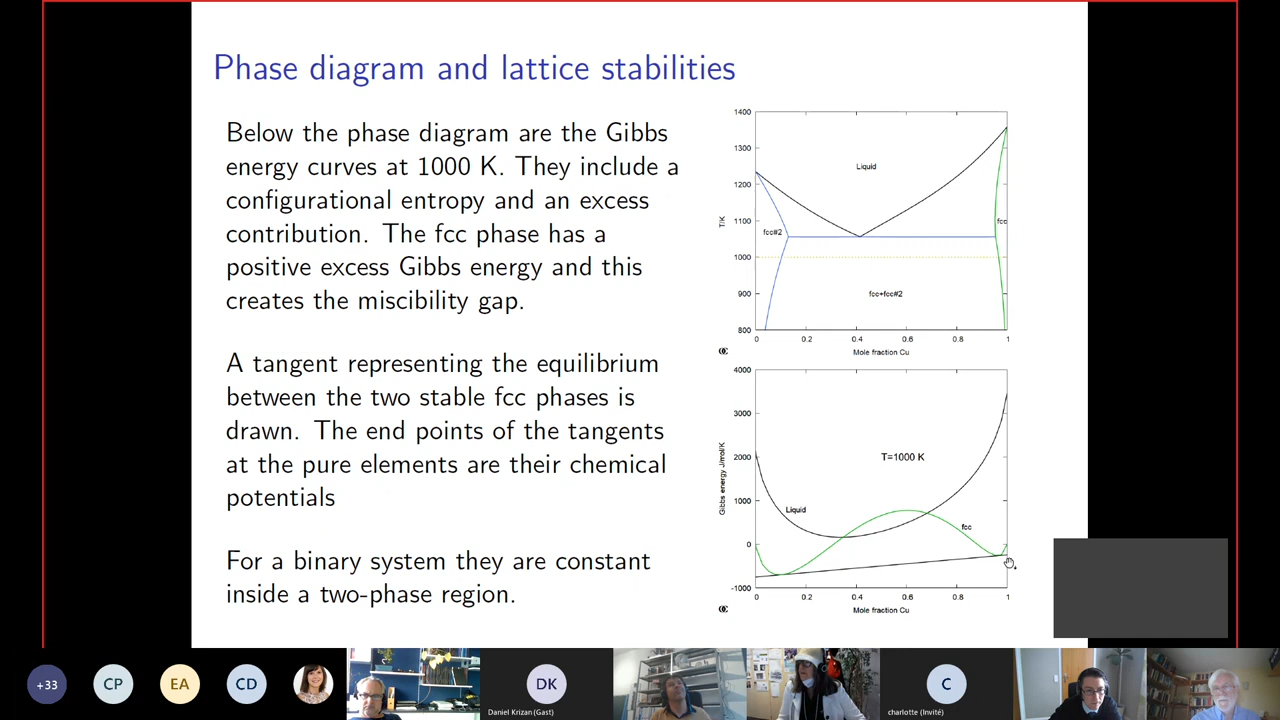 Phase diagram and lattice stabilities
Below the phase diagram are the Gibbs
energy curves at 1000 K. They include a
configurational entropy and an excess
contribution. The fcc phase has a
positive excess Gibbs energy and this
creates the miscibility gap.
A tangent representing the equilibrium
between the two stable fcc phases is
drawn. The end points of the tangents
at the pure elements are their chemical
potentials
For a binary system they are constant
inside a two-phase region.
1400
1300
1200
1100
1000
900
800
T/K
Liquid
fcc#2
fcc
fcc+fcc#2
0 0.2 0.4 0.6 0.8 1
Mole fraction Cu
4000
3000
2000
1000
0
-1000
Gibbs energy J/mol/K
T=1000 K
Liquid
fcc
0 0.2 0.4 0.6 0.8 1
Mole fraction Cu
+33
CP
EA
CD
DK
Daniel Krizan (Gast)
C
charlotte (Invité)